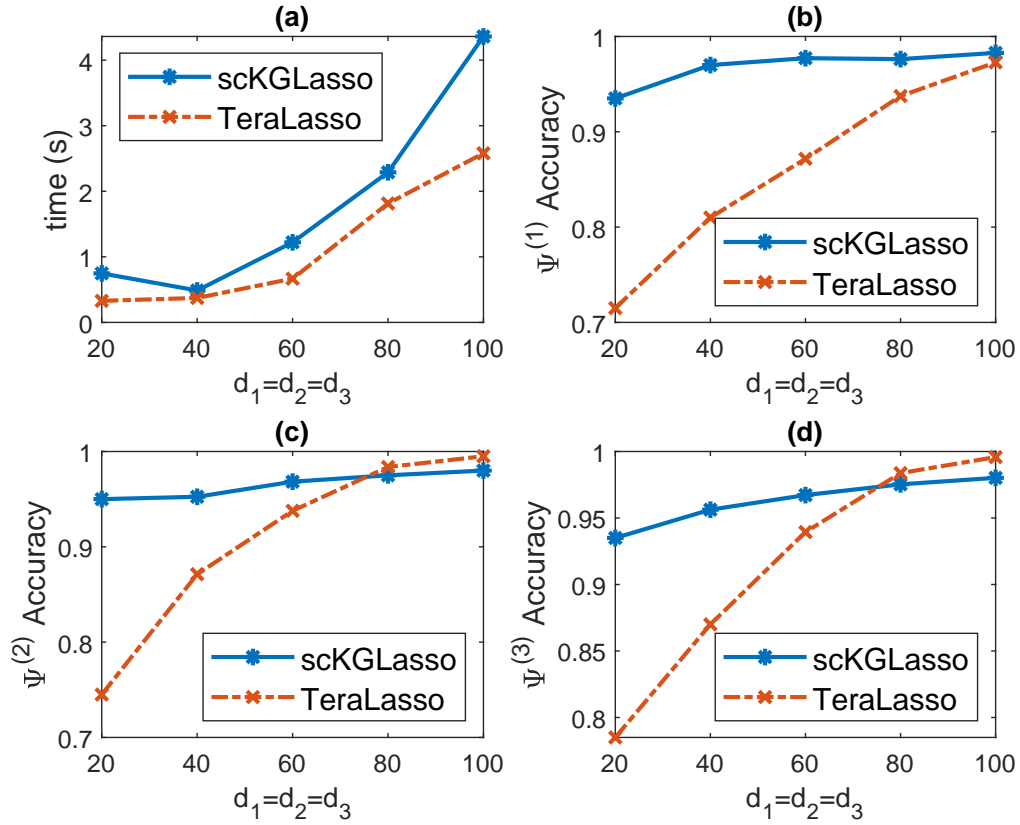 (a)
4
3
2
1
0
time (s)
scKGLasso
TeraLasso
20 40 60 80 100
d₁=d₂=d₃
(b)
1
0.9
0.8
0.7
Ψ⁽¹⁾ Accuracy
scKGLasso
TeraLasso
20 40 60 80 100
d₁=d₂=d₃
(c)
1
0.9
0.8
0.7
Ψ⁽²⁾ Accuracy
scKGLasso
TeraLasso
20 40 60 80 100
d₁=d₂=d₃
(d)
1
0.95
0.9
0.85
0.8
Ψ⁽³⁾ Accuracy
scKGLasso
TeraLasso
20 40 60 80 100
d₁=d₂=d₃